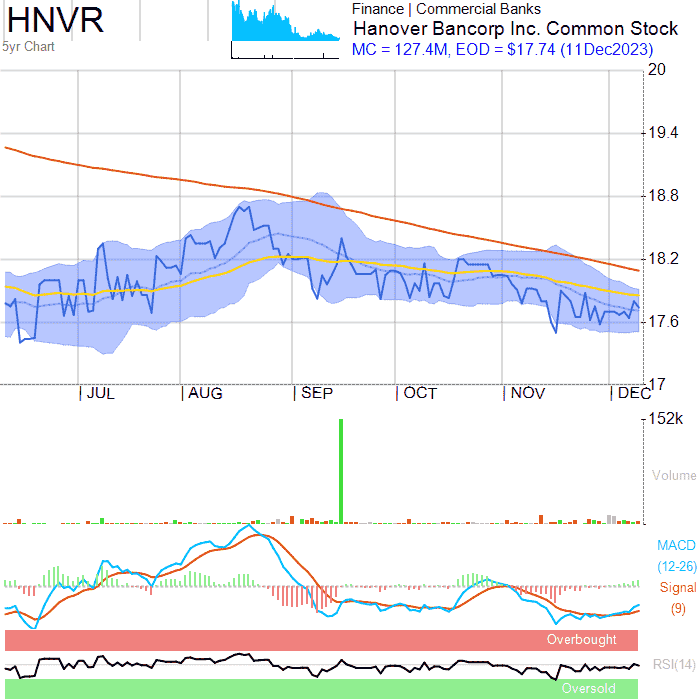 HNVR
5yr Chart
Finance | Commercial Banks
Hanover Bancorp Inc. Common Stock
MC = 127.4M, EOD = $17.74 (11Dec2023)
20
19.4
18.8
18.2
17.6
17
JUL AUG SEP OCT NOV DEC
152k
Volume
MACD
(12-26)
Signal
(9)
Overbought
RSI(14)
Oversold